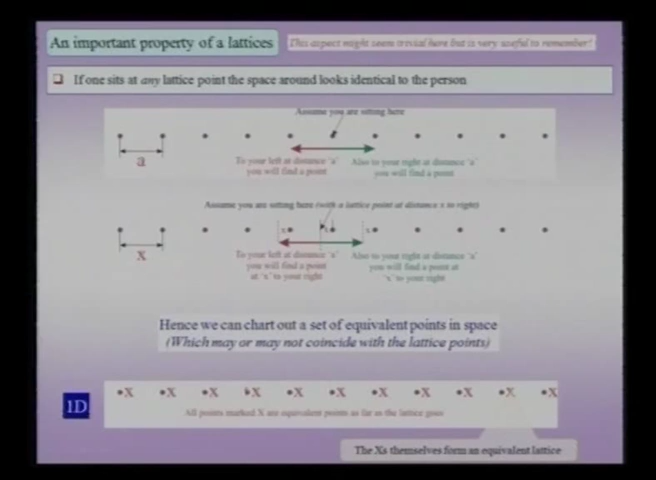 An important property of a lattices
This aspect might seem trivial here but is very useful to remember!
If one sits at any lattice point the space around looks identical to the person
Assume you are sitting here
a
To your left at distance 'a'
you will find a point
Also to your right at distance 'a'
you will find a point
Assume you are sitting here (with a lattice point at distance x to right)
x
To your left at distance 'a'
you will find a point
at 'x' to your right
Also to your right at distance 'a'
you will find a point at
'x' to your right
Hence we can chart out a set of equivalent points in space
(Which may or may not coincide with the lattice points)
1D
X X X X X X X X X X X
All points marked X are equivalent points as far as the lattice goes
The Xs themselves form an equivalent lattice